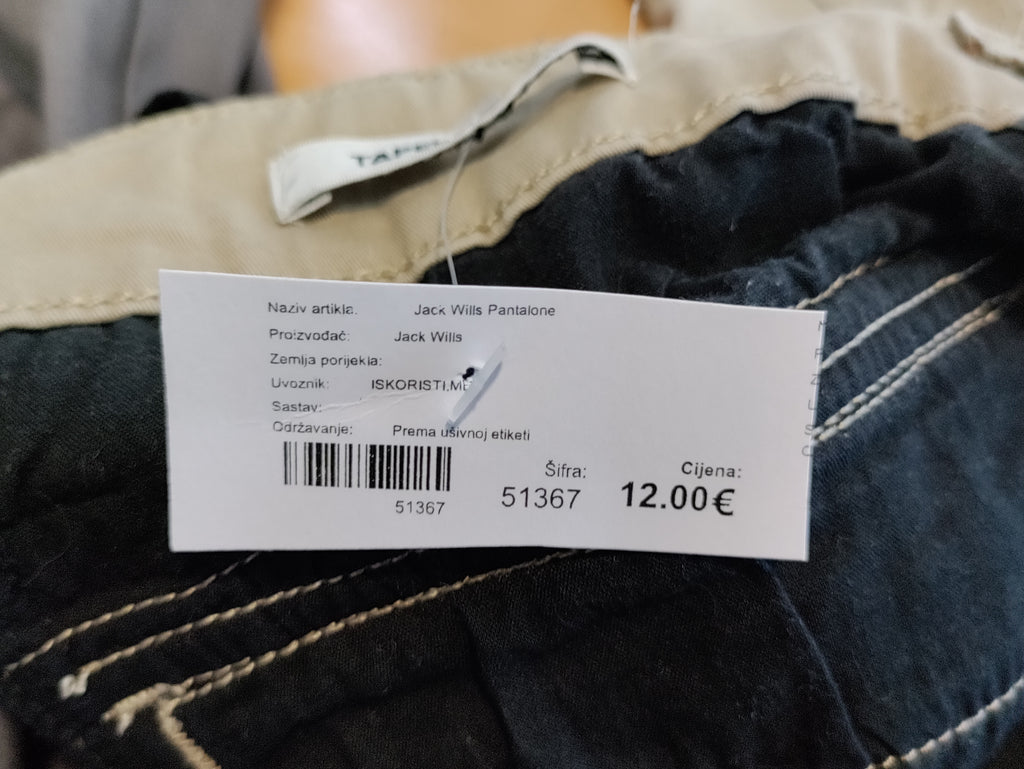 Naziv artikla: Jack Wills Pantalone
Proizvođač: Jack Wills
Zemlja porijekla:
Uvoznik: ISKORISTI.ME
Sastav:
Održavanje: Prema ušivnoj etiketi
51367
Šifra:
51367
Cijena:
12.00€